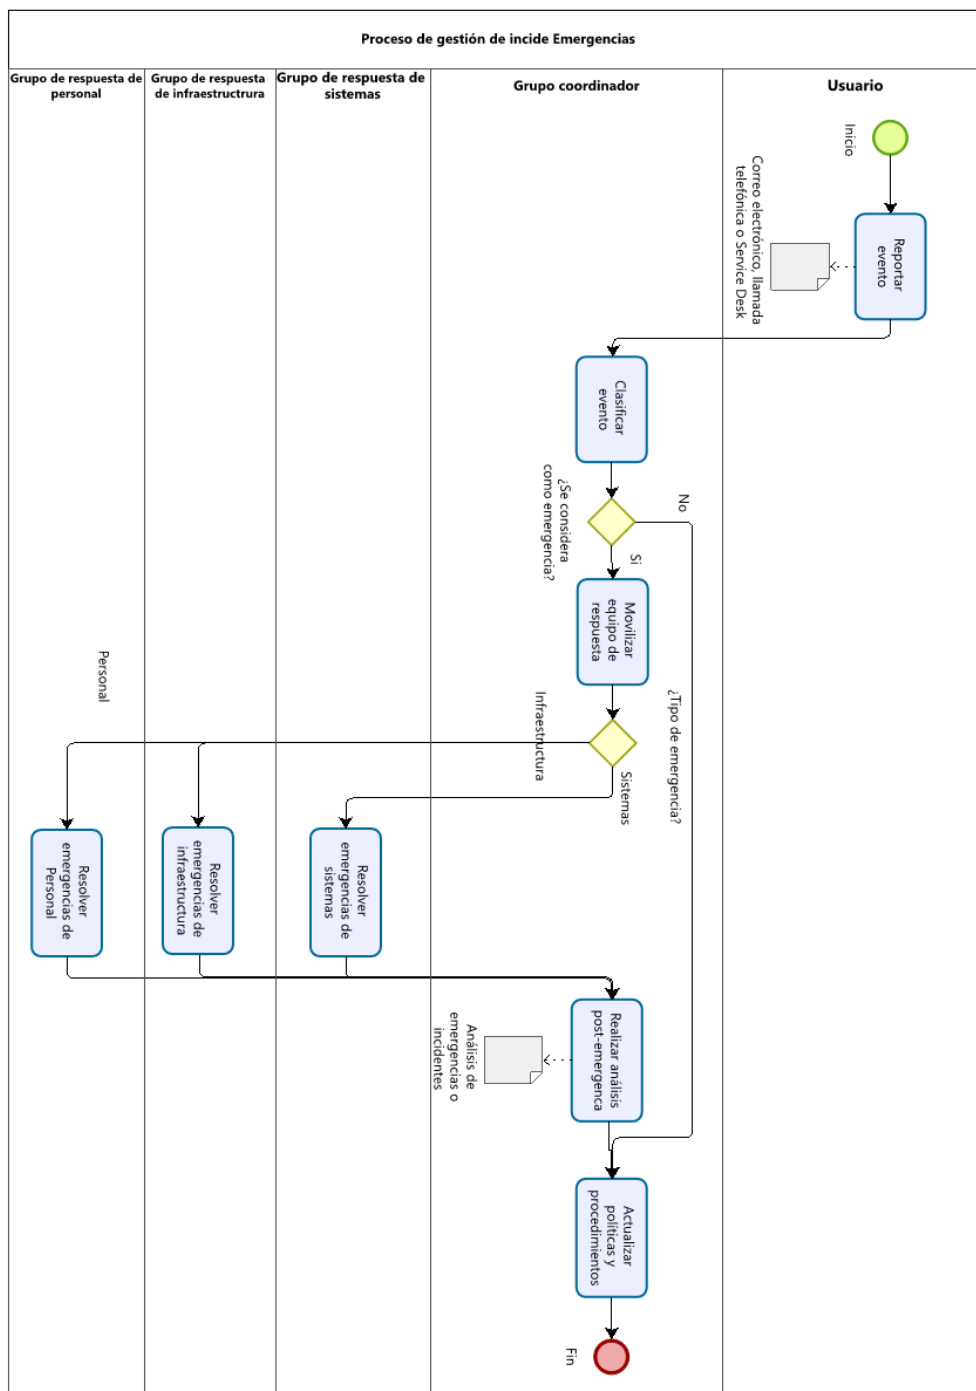 Proceso de gestión de incide Emergencias
Grupo de respuesta de
personal
Grupo de respuesta
de infraestructrura
Grupo de respuesta de
sistemas
Grupo coordinador
Usuario
Inicio
Reportar
evento
Correo electrónico, llamada
telefónica o Service Desk
Clasificar
evento
¿Se considera
como emergencia?
No
Si
Movilizar
equipo de
respuesta
¿Tipo de emergencia?
Personal
Infraestructura
Sistemas
Resolver
emergencias de
Personal
Resolver
emergencias de
infraestructura
Resolver
emergencias de
sistemas
Realizar análisis
post-emergenca
Análisis de
emergencias o
incidentes
Actualizar
políticas y
procedimientos
Fin